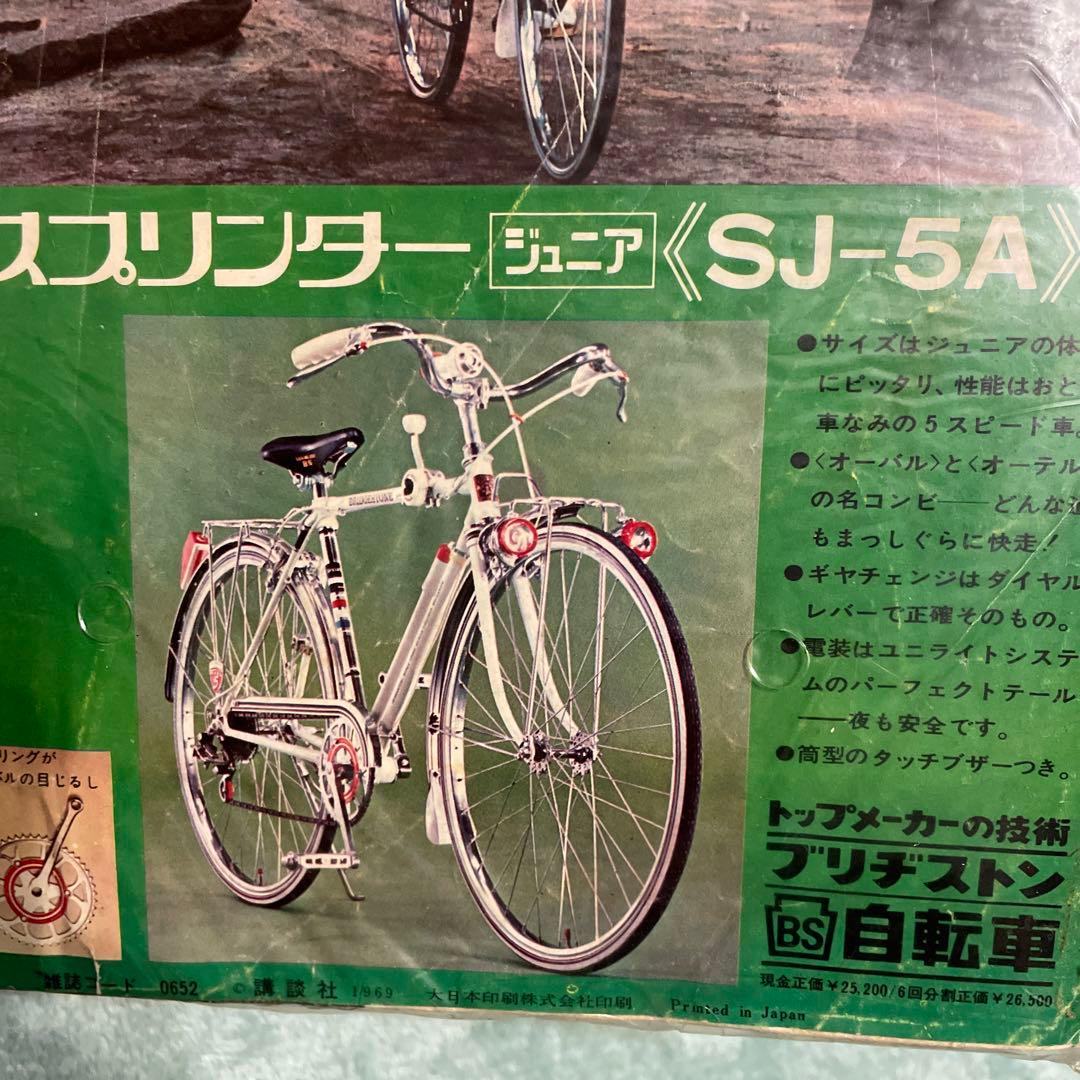 スプリンター ジュニア 《SJ-5A》
●サイズはジュニアの体
にピッタリ、性能はおと
車なみの5スピード車。
●〈オーバル〉と〈オーテル
の名コンビ――どんな道
もまっしぐらに快走!
●ギヤチェンジはダイヤル
レバーで正確そのもの。
●電装はユニライトシステ
ムのパーフェクトテール
――夜も安全です。
●筒型のタッチブザーつき。
BRIDGESTONE
BS
リングが
バルの目じるし
トップメーカーの技術
ブリヂストン
BS 自転車
現金正価¥25,200/6回分割正価¥26,500
雑誌コード 0652 ©講談社 1969 大日本印刷株式会社印刷 Printed in Japan